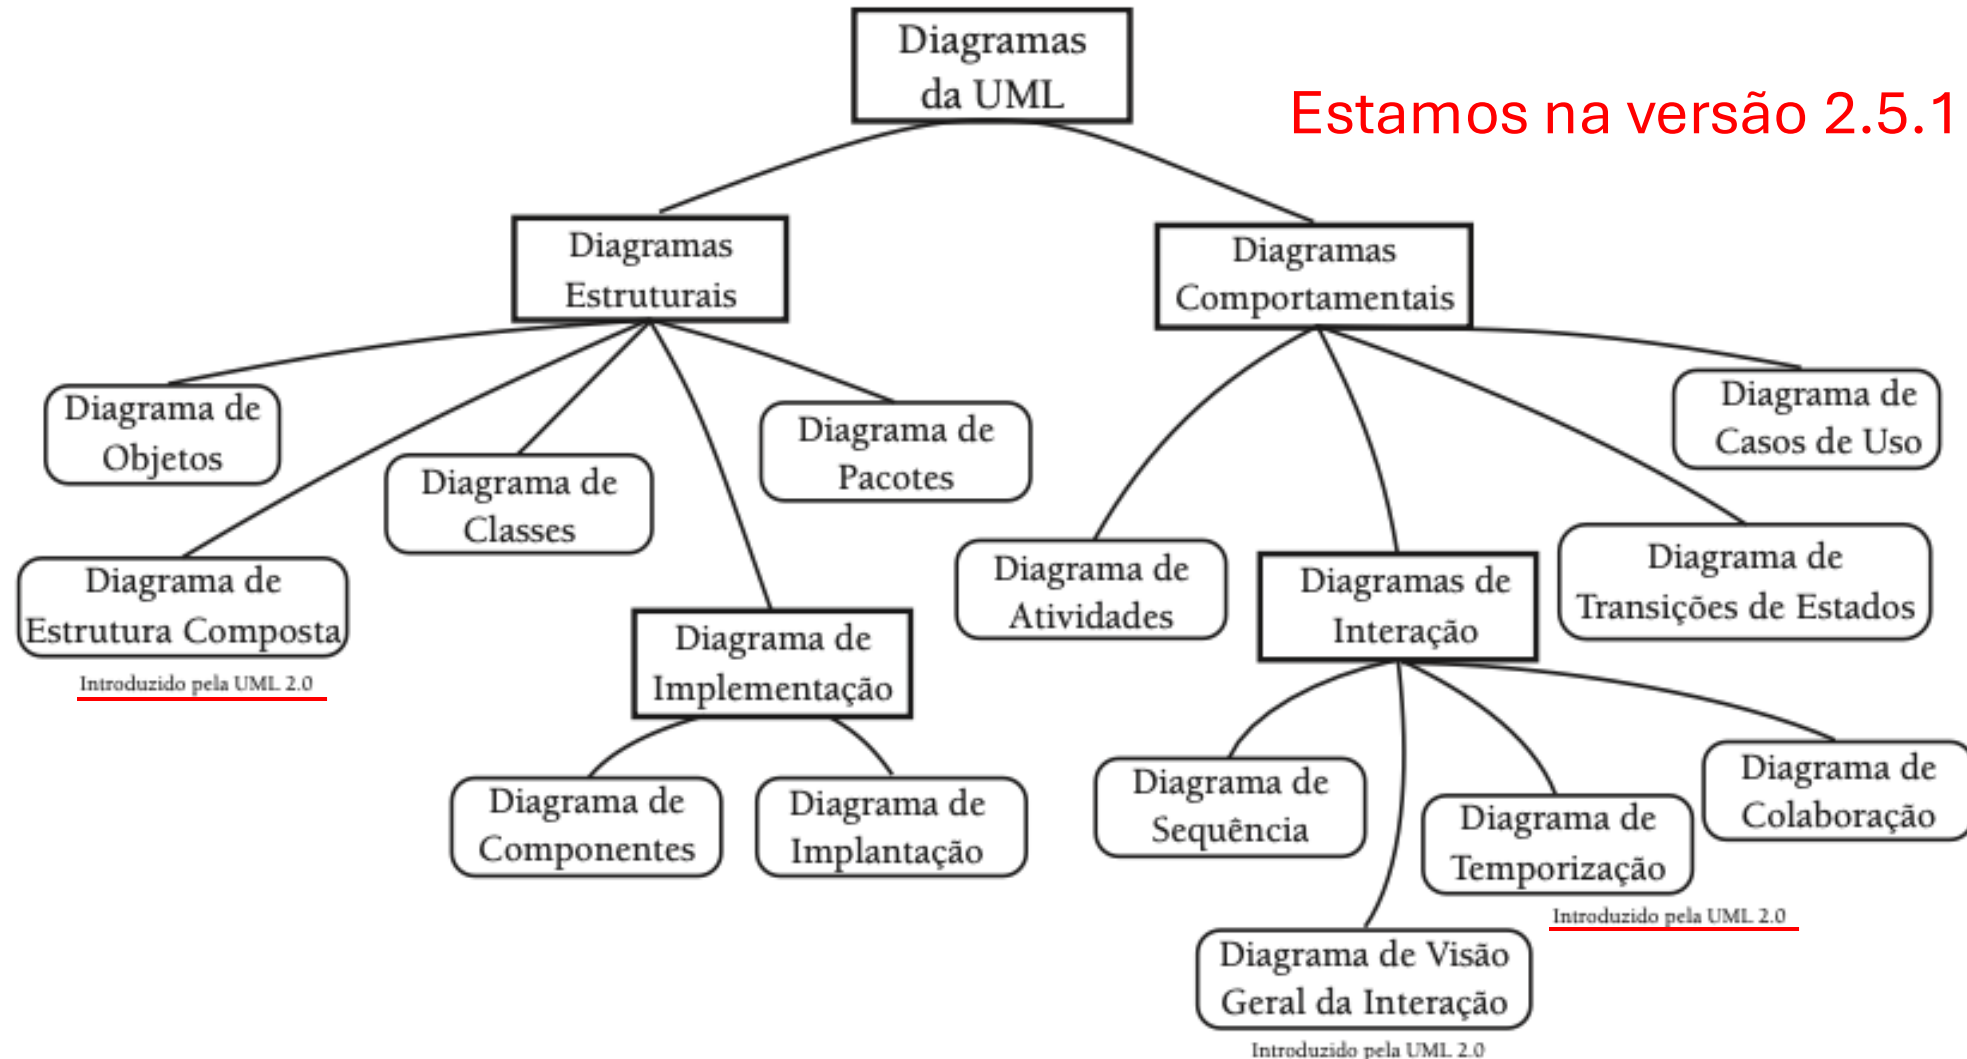 Diagramas
da UML
Estamos na versão 2.5.1
Diagramas
Estruturais
Diagramas
Comportamentais
Diagrama de
Objetos
Diagrama de
Classes
Diagrama de
Pacotes
Diagrama de
Casos de Uso
Diagrama de
Estrutura Composta
Introduzido pela UML 2.0
Diagrama de
Implementação
Diagrama de
Atividades
Diagramas de
Interação
Diagrama de
Transições de Estados
Diagrama de
Componentes
Diagrama de
Implantação
Diagrama de
Sequência
Diagrama de
Temporização
Introduzido pela UML 2.0
Diagrama de
Colaboração
Diagrama de Visão
Geral da Interação
Introduzido pela UML 2.0